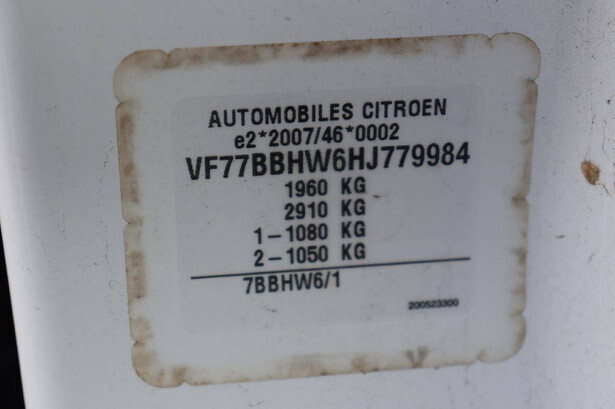 AUTOMOBILES CITROEN
e2*2007/46*0002
VF77BBHW6HJ779984
1960 KG
2910 KG
1-1080 KG
2-1050 KG
7BBHW6/1
200523300